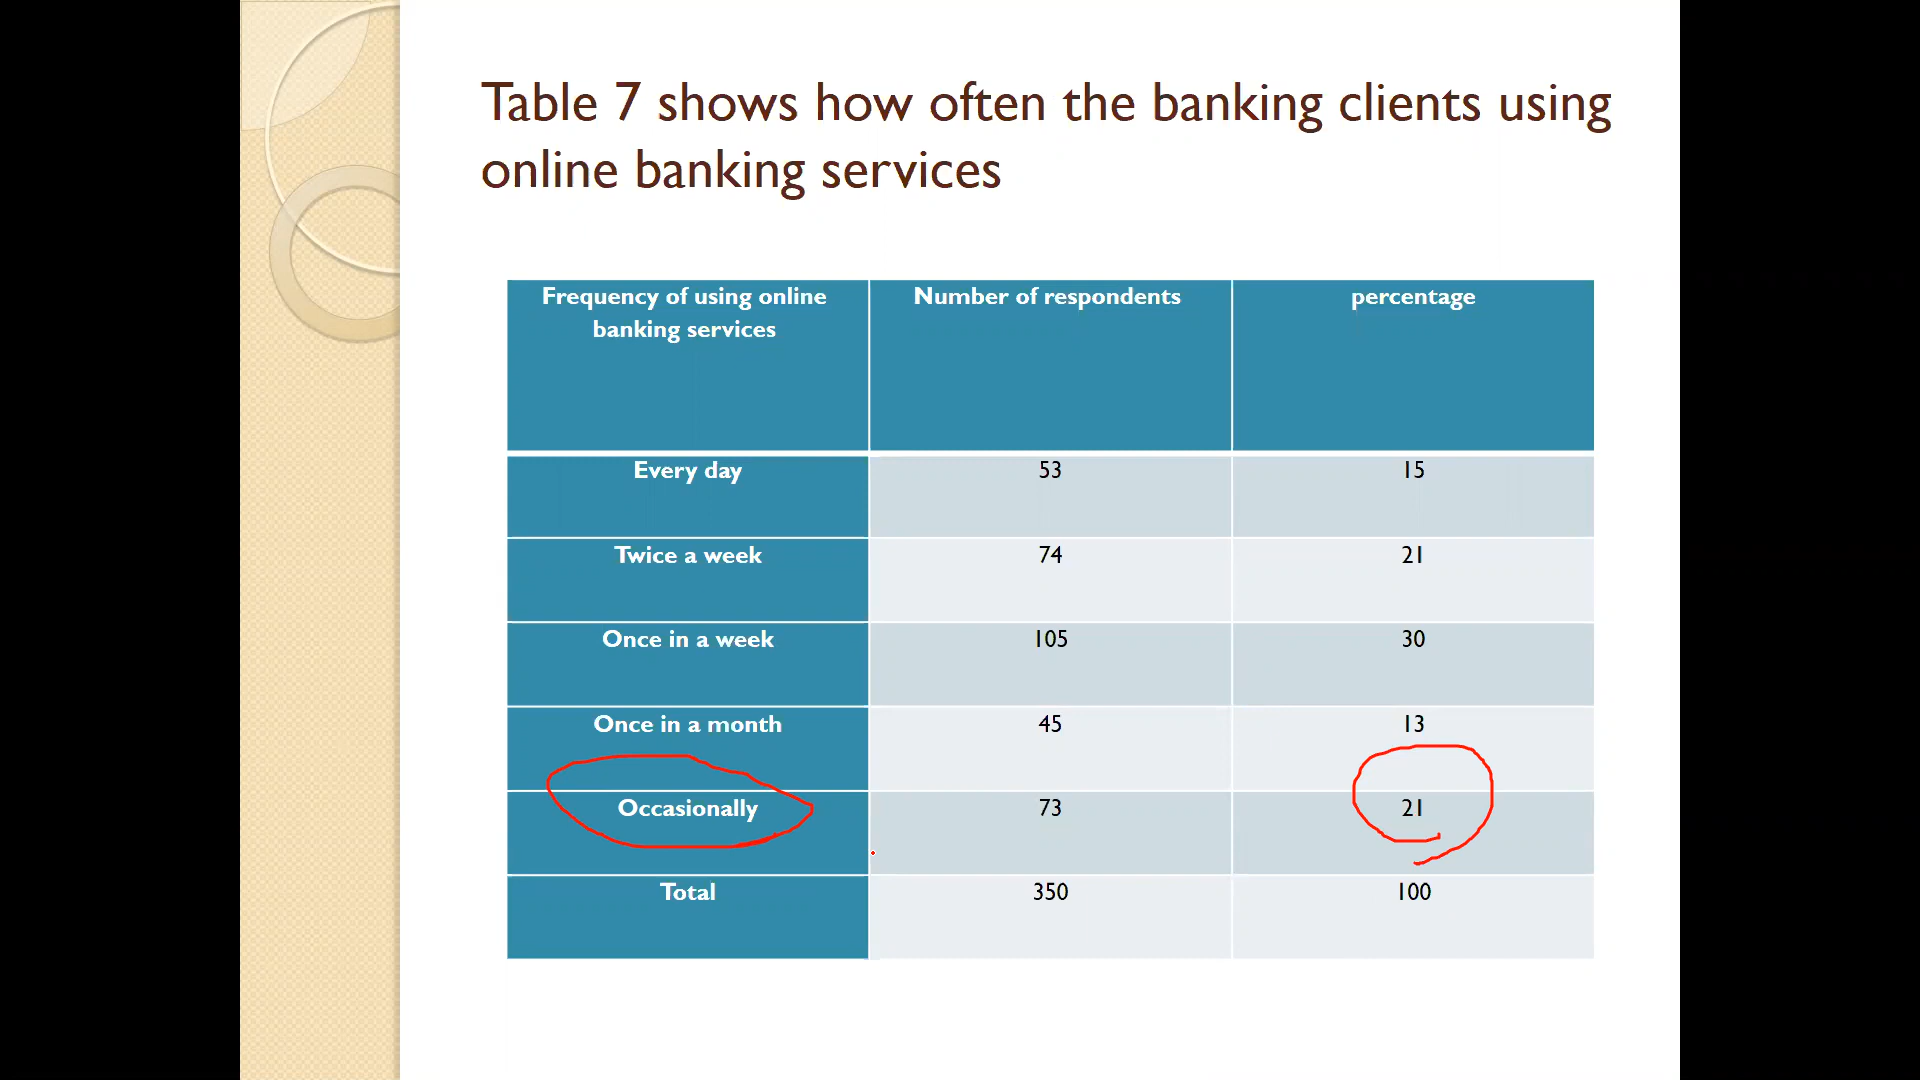 Table 7 shows how often the banking clients using
online banking services
Frequency of using online
banking services
Number of respondents
percentage
Every day
53
15
Twice a week
74
21
Once in a week
105
30
Once in a month
45
13
Occasionally
73
21
Total
350
100